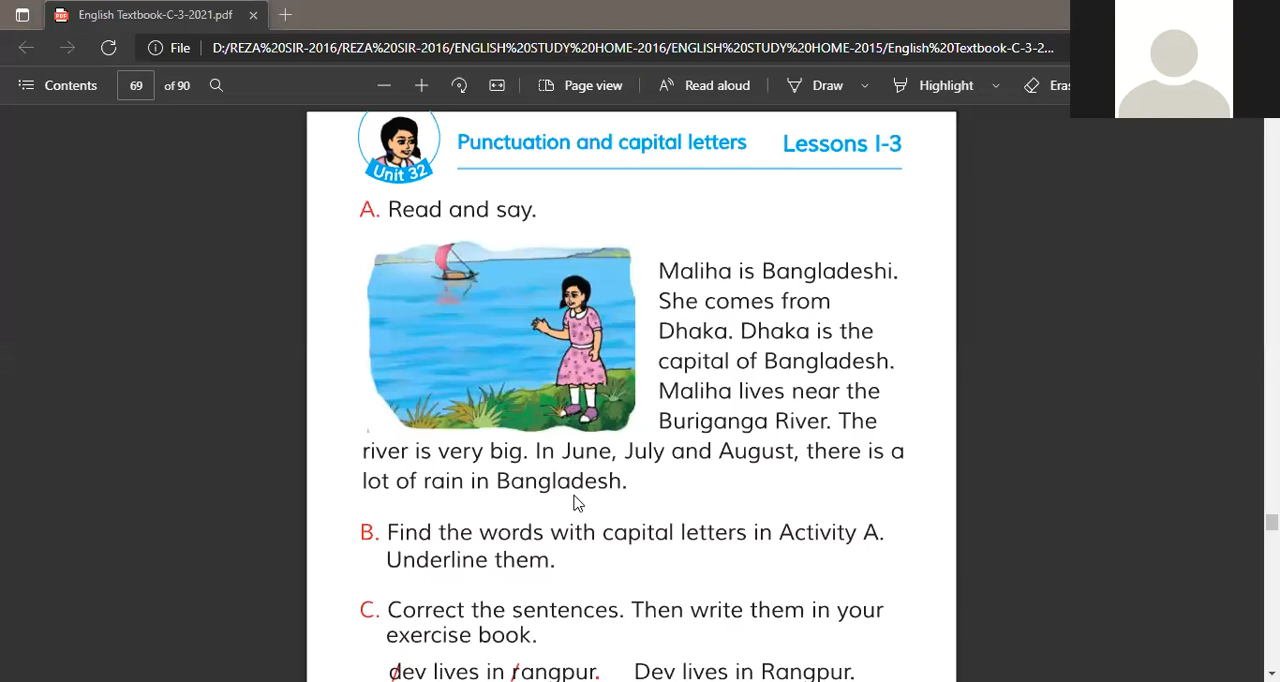 English Textbook-C-3-2021.pdf
File D:/REZA%20SIR-2016/REZA%20SIR-2016/ENGLISH%20STUDY%20HOME-2016/ENGLISH%20STUDY%20HOME-2015/English%20Textbook-C-3-2...
Contents 69 of 90 Page view Read aloud Draw Highlight Eras
Unit 32
Punctuation and capital letters Lessons 1-3
A. Read and say.
Maliha is Bangladeshi.
She comes from
Dhaka. Dhaka is the
capital of Bangladesh.
Maliha lives near the
Buriganga River. The
river is very big. In June, July and August, there is a
lot of rain in Bangladesh.
B. Find the words with capital letters in Activity A.
Underline them.
C. Correct the sentences. Then write them in your
exercise book.
dev lives in rangpur. Dev lives in Rangpur.